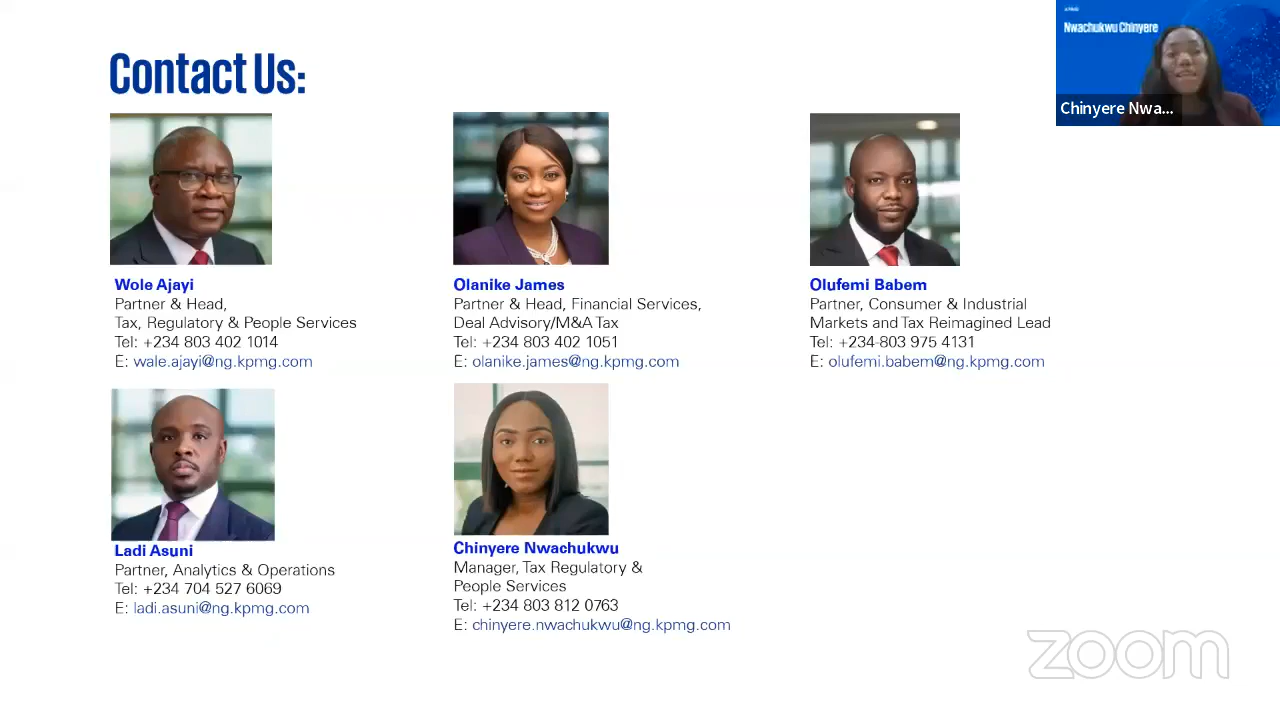 Contact Us:
KPMG
Nwachukwu Chinyere
Chinyere Nwa...
Wole Ajayi
Partner & Head,
Tax, Regulatory & People Services
Tel: +234 803 402 1014
E: wale.ajayi@ng.kpmg.com
Olanike James
Partner & Head, Financial Services,
Deal Advisory/M&A Tax
Tel: +234 803 402 1051
E: olanike.james@ng.kpmg.com
Olufemi Babem
Partner, Consumer & Industrial
Markets and Tax Reimagined Lead
Tel: +234-803 975 4131
E: olufemi.babem@ng.kpmg.com
Ladi Asuni
Partner, Analytics & Operations
Tel: +234 704 527 6069
E: ladi.asuni@ng.kpmg.com
Chinyere Nwachukwu
Manager, Tax Regulatory &
People Services
Tel: +234 803 812 0763
E: chinyere.nwachukwu@ng.kpmg.com
zoom